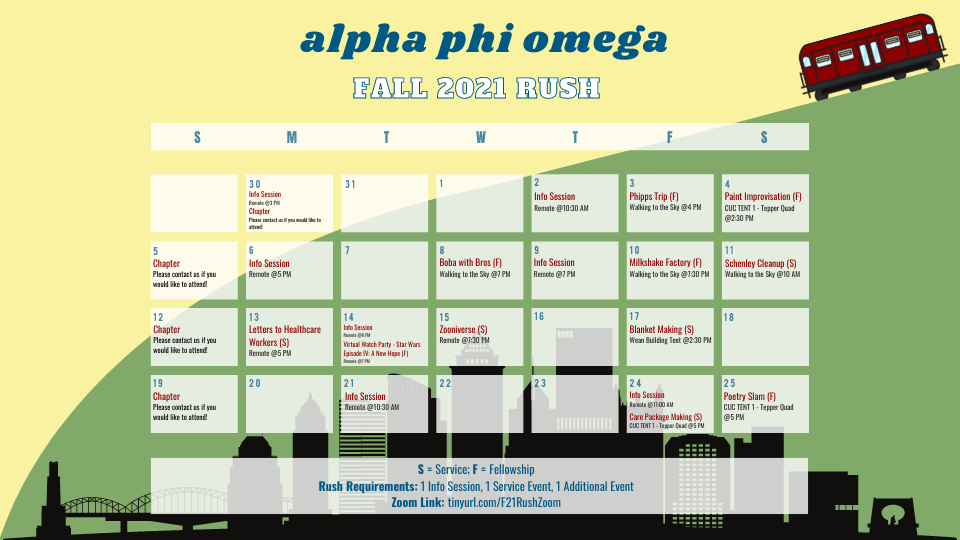 alpha phi omega
FALL 2021 RUSH
S M T W T F S
30
Info Session
Remote @3 PM
Chapter
Please contact us if you would like to
attend!
31
1
2
Info Session
Remote @10:30 AM
3
Phipps Trip (F)
Walking to the Sky @4 PM
4
Paint Improvisation (F)
CUC TENT 1 - Tepper Quad
@2:30 PM
5
Chapter
Please contact us if you
would like to attend!
6
Info Session
Remote @5 PM
7
8
Boba with Bros (F)
Walking to the Sky @7 PM
9
Info Session
Remote @7 PM
10
Milkshake Factory (F)
Walking to the Sky @7:30 PM
11
Schenley Cleanup (S)
Walking to the Sky @10 AM
12
Chapter
Please contact us if you
would like to attend!
13
Letters to Healthcare
Workers (S)
Remote @5 PM
14
Info Session
Remote @6 PM
Virtual Watch Party - Star Wars
Episode IV: A New Hope (F)
Remote @7 PM
15
Zooniverse (S)
Remote @7:30 PM
16
17
Blanket Making (S)
Wean Building Tent @2:30 PM
18
19
Chapter
Please contact us if you
would like to attend!
20
21
Info Session
Remote @10:30 AM
22
23
24
Info Session
Remote @11:00 AM
Care Package Making (S)
CUC TENT 1 - Tepper Quad @5 PM
25
Poetry Slam (F)
CUC TENT 1 - Tepper Quad
@5 PM
S = Service; F = Fellowship
Rush Requirements: 1 Info Session, 1 Service Event, 1 Additional Event
Zoom Link: tinyurl.com/F21RushZoom